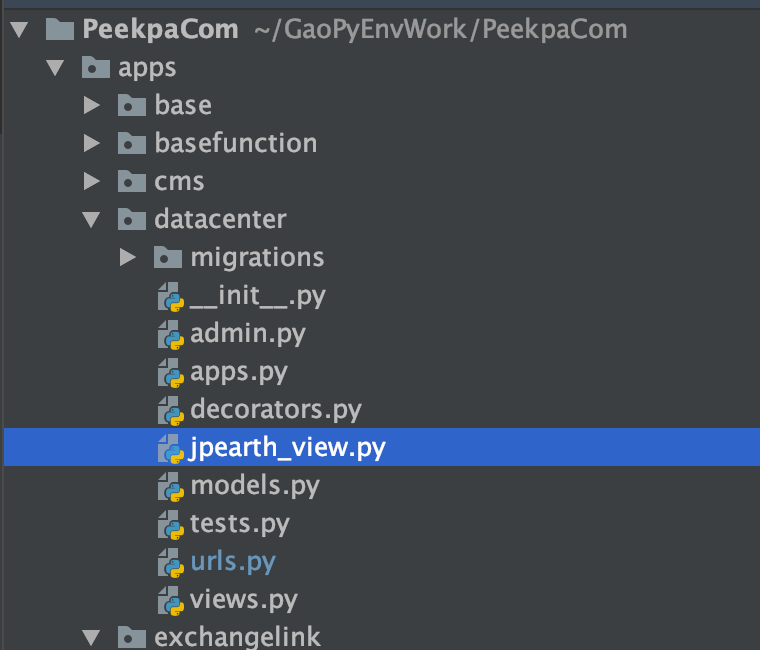 PeekpaCom ~/GaoPyEnvWork/PeekpaCom
apps
base
basefunction
cms
datacenter
migrations
__init__.py
admin.py
apps.py
decorators.py
jpearth_view.py
models.py
tests.py
urls.py
views.py
exchangelink